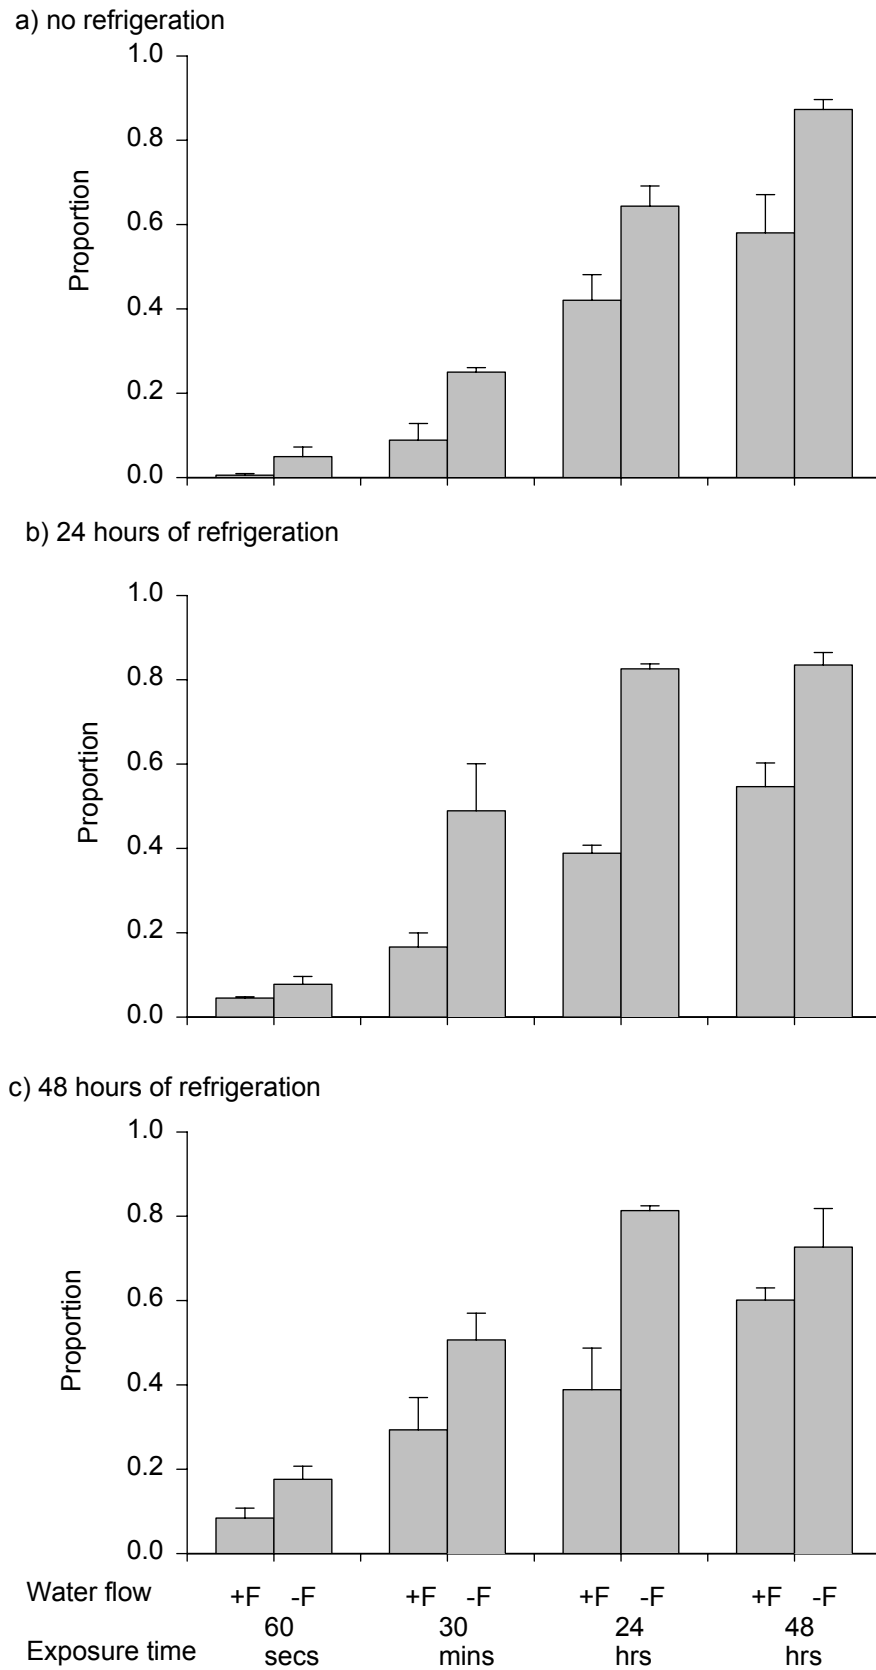 a) no refrigeration
1.0
0.8
0.6
0.4
0.2
0.0
Proportion
b) 24 hours of refrigeration
1.0
0.8
0.6
0.4
0.2
0.0
Proportion
c) 48 hours of refrigeration
1.0
0.8
0.6
0.4
0.2
0.0
Proportion
Water flow +F -F +F -F +F -F +F -F
60 30 24 48
Exposure time secs mins hrs hrs